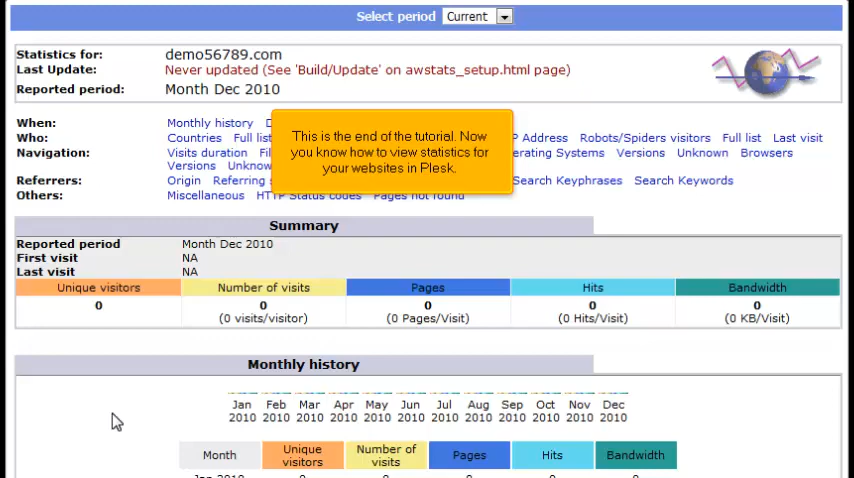 Select period Current
Statistics for: demo56789.com
Last Update: Never updated (See 'Build/Update' on awstats_setup.html page)
Reported period: Month Dec 2010
This is the end of the tutorial. Now
you know how to view statistics for
your websites in Plesk.
When: Monthly history
Who: Countries Full list Address Robots/Spiders visitors Full list Last visit
Navigation: Visits duration Systems Versions Unknown Browsers
Versions
Referrers: Origin Referring Search Keyphrases Search Keywords
Others: Miscellaneous HTTP Status codes Pages not found
Summary
Reported period Month Dec 2010
First visit NA
Last visit NA
Unique visitors Number of visits Pages Hits Bandwidth
0 0 0 0 0
(0 visits/visitor) (0 Pages/Visit) (0 Hits/Visit) (0 KB/Visit)
Monthly history
Jan Feb Mar Apr May Jun Jul Aug Sep Oct Nov Dec
2010 2010 2010 2010 2010 2010 2010 2010 2010 2010 2010 2010
Month Unique visitors Number of visits Pages Hits Bandwidth